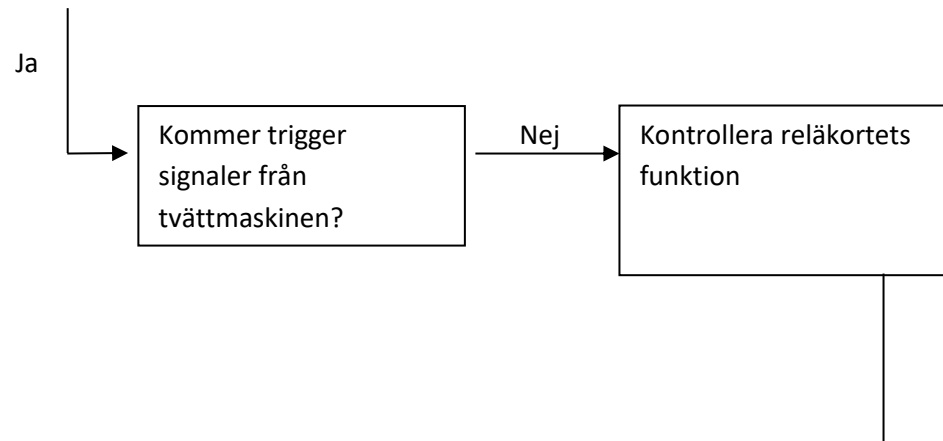 Ja
Kommer trigger
signaler från
tvättmaskinen?
Nej
Kontrollera reläkortets
funktion